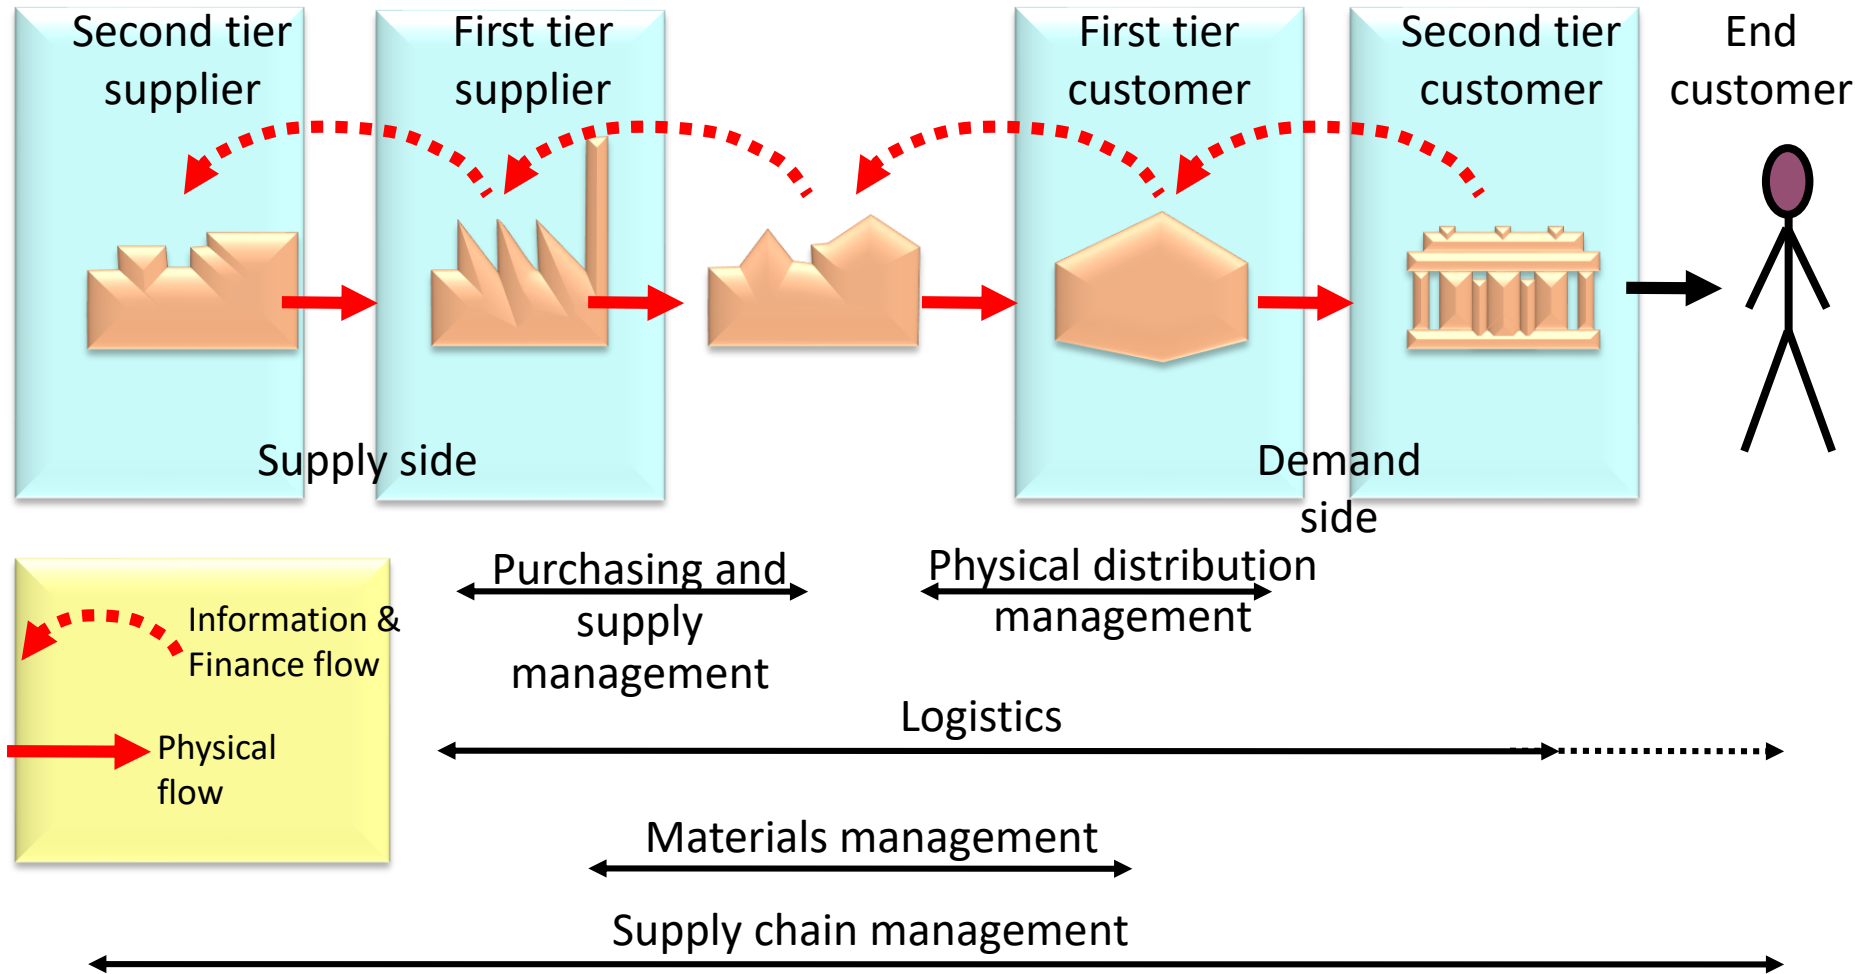 Second tier
supplier
First tier
supplier
First tier
customer
Second tier
customer
End
customer
Supply side
Demand
side
Purchasing and
supply
management
Physical distribution
management
Information &
Finance flow
Physical
flow
Logistics
Materials management
Supply chain management